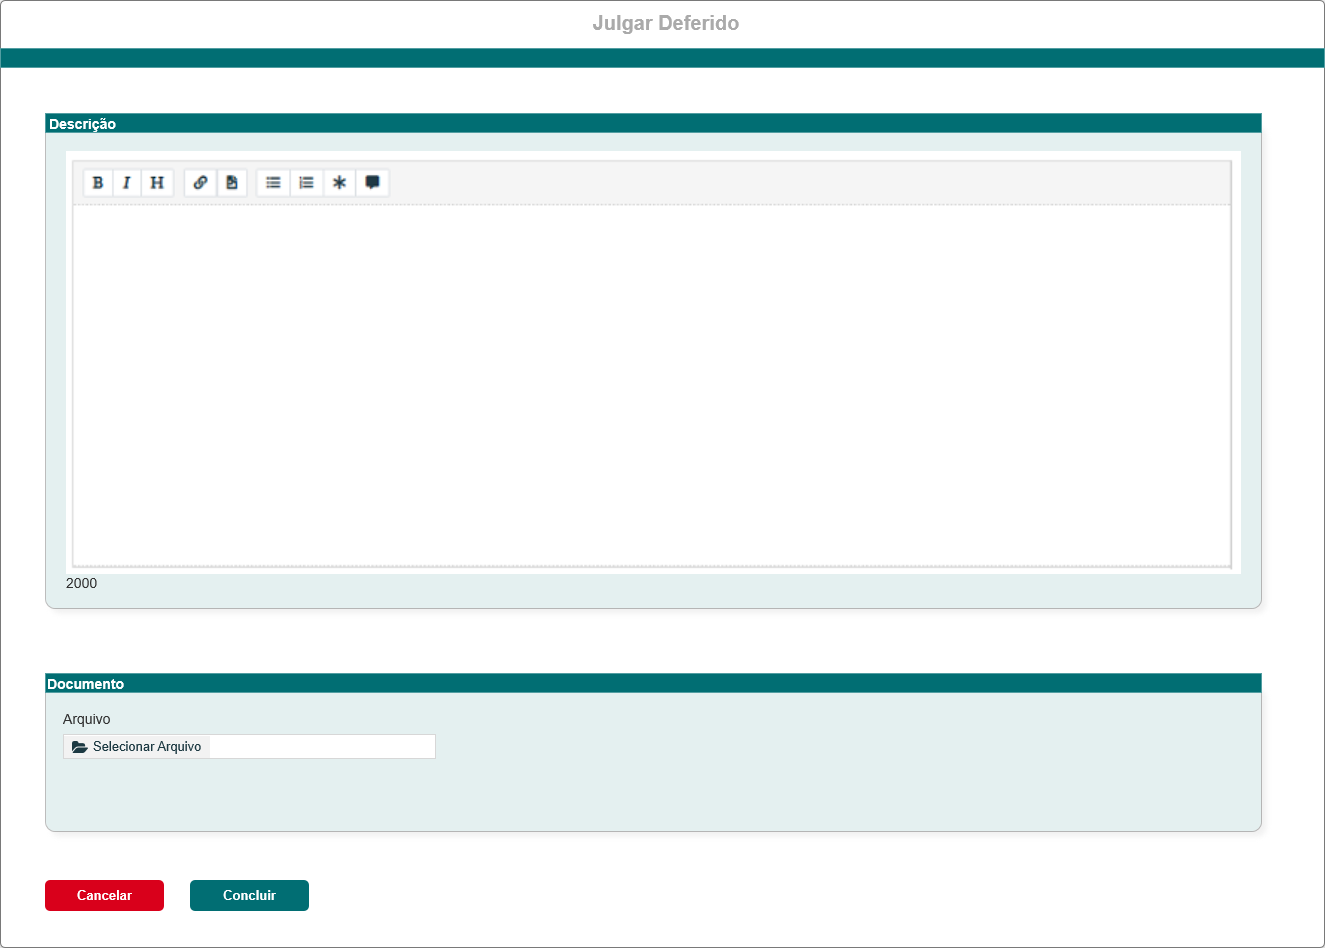 Julgar Deferido
Descrição
B I H
2000
Documento
Arquivo
Selecionar Arquivo
Cancelar Concluir